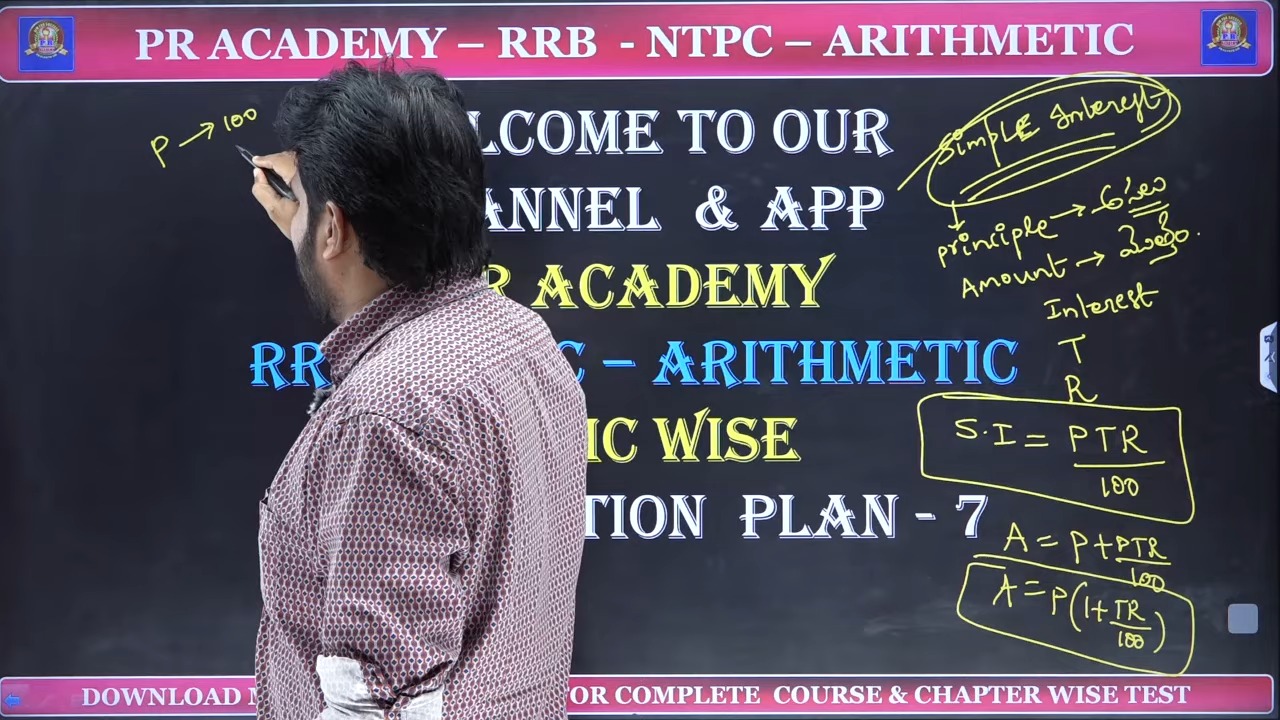 PR ACADEMY – RRB - NTPC – ARITHMETIC
P → 100
LCOME TO OUR
ANNEL & APP
R ACADEMY
RR C – ARITHMETIC
IC WISE
TION PLAN - 7
Simple Interest
principle → అసలు
Amount → మొత్తం.
Interest
T
R
S.I = PTR
100
A = P + PTR
100
A = P(1 + TR
100)
DOWNLOAD OR COMPLETE COURSE & CHAPTER WISE TEST